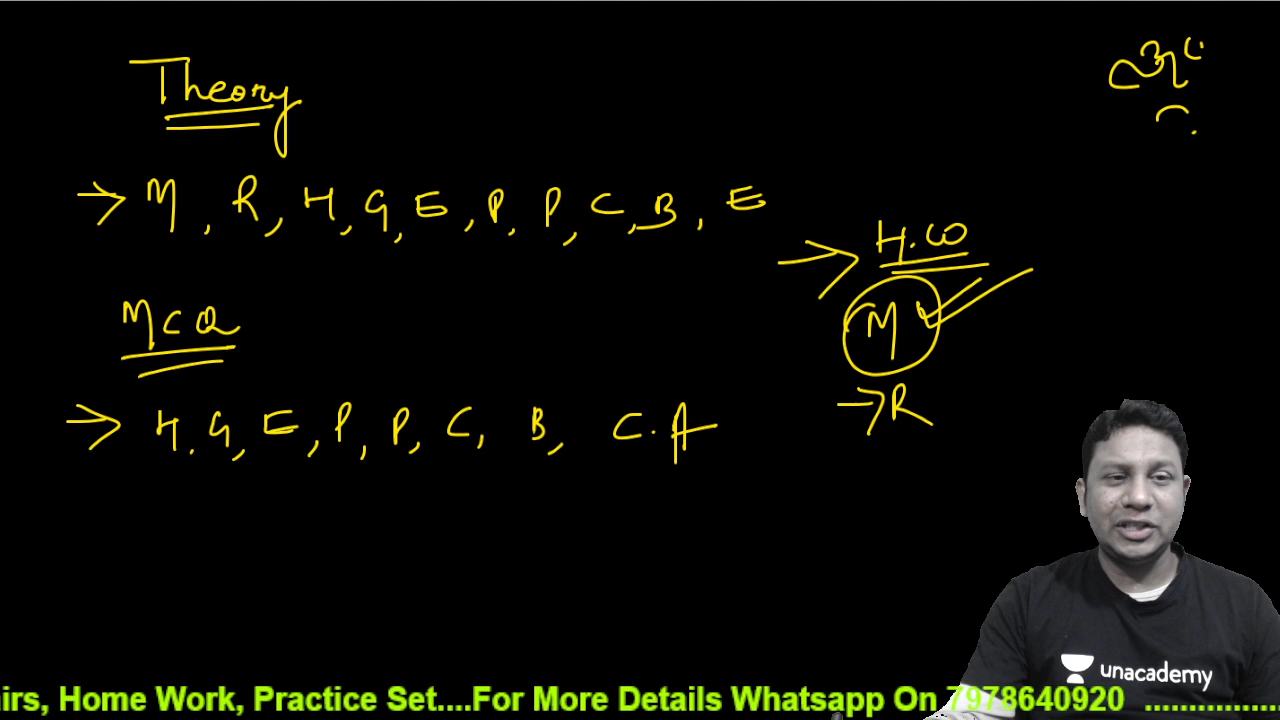 Theory
→ M, R, H, G, E, P, P, C, B, E
→ H.W
M
→ R
MCQ
→ H, G, E, P, P, C, B, C.A
unacademy
irs, Home Work, Practice Set....For More Details Whatsapp On 7978640920 ................